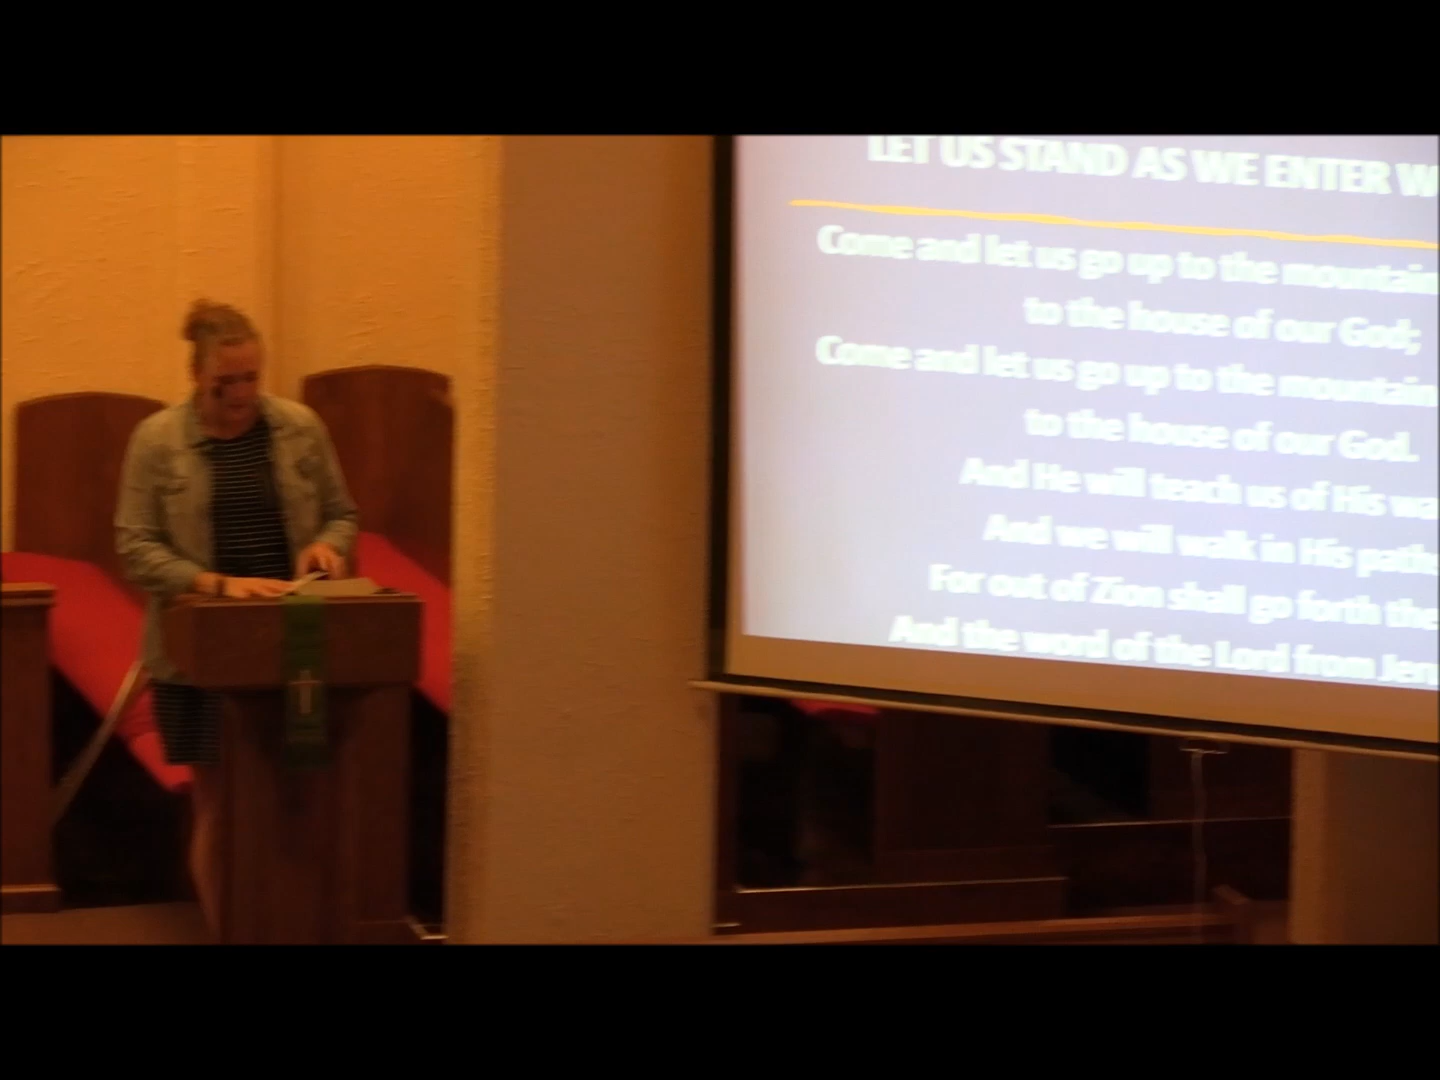 LET US STAND AS WE ENTER
Come and let us go up to the mountain
to the house of our God;
Come and let us go up to the mountain
to the house of our God.
And He will teach us of His
And we will walk in His
For out of Zion shall go forth the
And the word of the Lord from